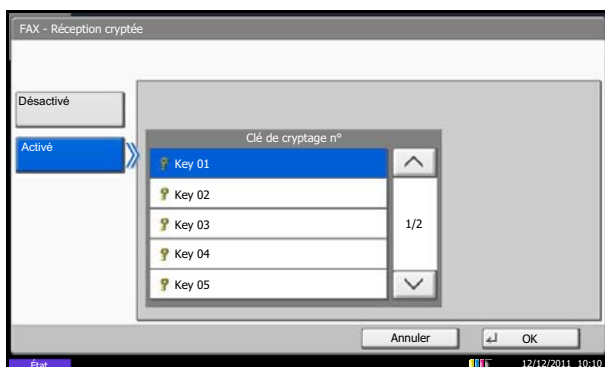 FAX - Réception cryptée
Désactivé
Activé
Clé de cryptage n°
Key 01
Key 02
Key 03
Key 04
Key 05
1/2
Annuler
OK
État
12/12/2011 10:10